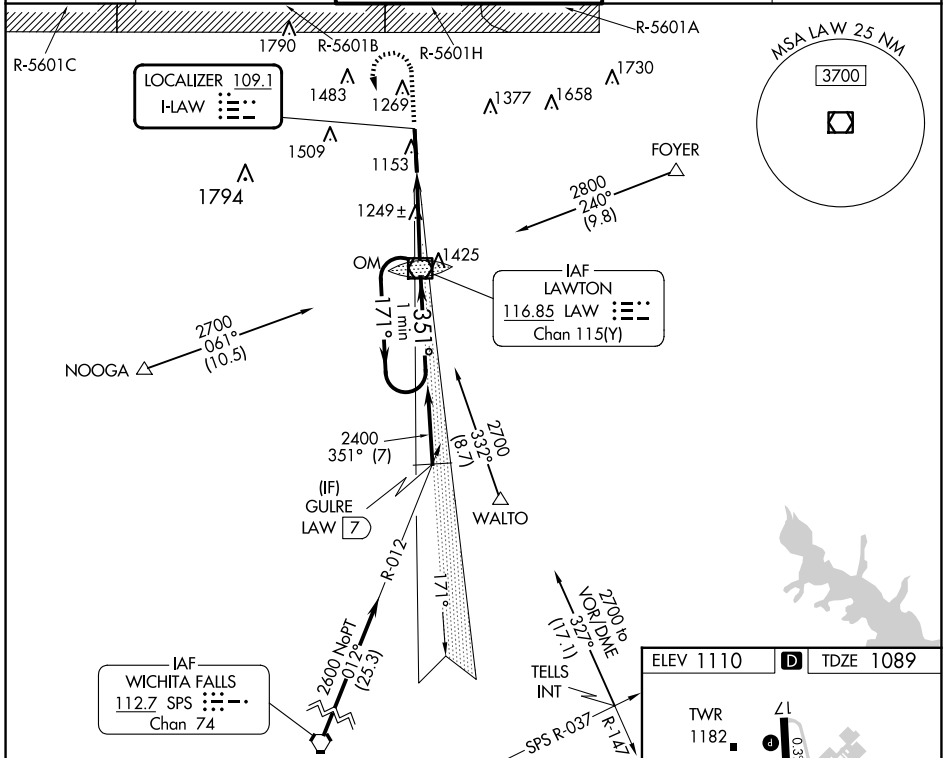 R-5601C
1790
R-5601B
R-5601H
R-5601A
MSA LAW 25 NM
3700
LOCALIZER 109.1
I-LAW
1483
1269
1377
1658
1730
1509
1153
1794
FOYER
2800
240°
(9.8)
1249±
OM
1425
IAF
LAWTON
116.85 LAW
Chan 115(Y)
171°
1 min
351°
2700
061°
(10.5)
NOOGA
2400
351° (7)
2700
332°
(8.7)
WALTO
(IF)
GULRE
LAW 7
R-012
171°
2600 NoPT
012°
(25.3)
IAF
WICHITA FALLS
112.7 SPS
Chan 74
2700 to
VOR/DME
327°
(17.1)
TELLS
INT
SPS R-037
R-147
ELEV 1110
D
TDZE 1089
TWR
1182
17
P